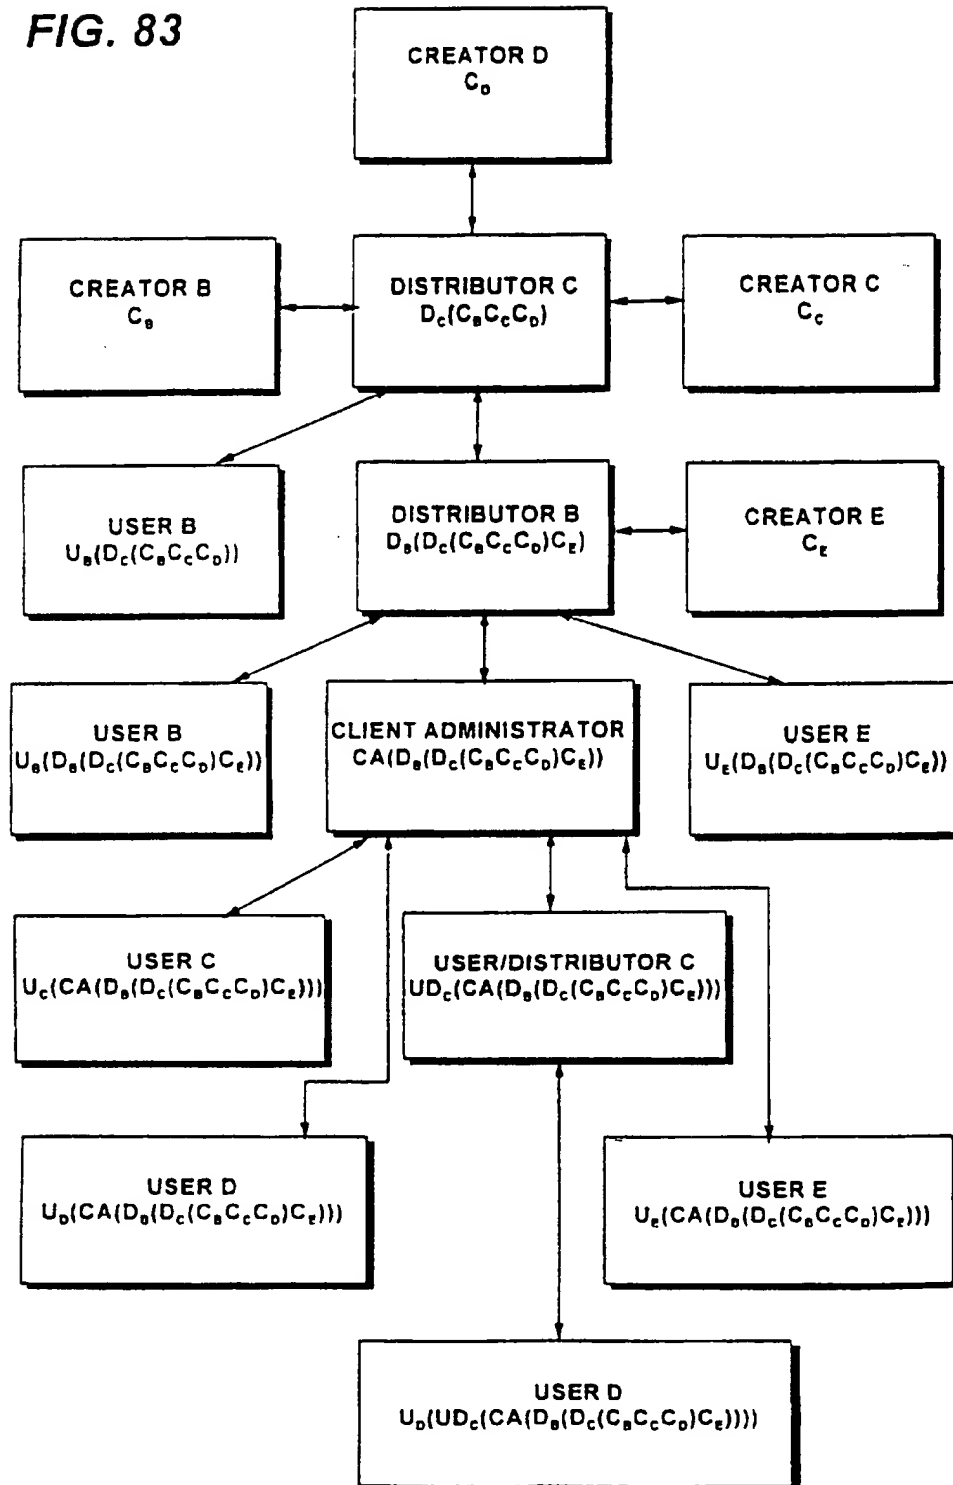 FIG. 83
CREATOR D
C_D
CREATOR B
C_B
DISTRIBUTOR C
D_C(C_BC_CC_D)
CREATOR C
C_C
USER B
U_B(D_C(C_BC_CC_D))
DISTRIBUTOR B
D_B(D_C(C_BC_CC_D)C_E)
CREATOR E
C_E
USER B
U_B(D_B(D_C(C_BC_CC_D)C_E))
CLIENT ADMINISTRATOR
CA(D_B(D_C(C_BC_CC_D)C_E))
USER E
U_E(D_B(D_C(C_BC_CC_D)C_E))
USER C
U_C(CA(D_B(D_C(C_BC_CC_D)C_E)))
USER/DISTRIBUTOR C
UD_C(CA(D_B(D_C(C_BC_CC_D)C_E)))
USER D
U_D(CA(D_B(D_C(C_BC_CC_D)C_E)))
USER E
U_E(CA(D_B(D_C(C_BC_CC_D)C_E)))
USER D
U_D(UD_C(CA(D_B(D_C(C_BC_CC_D)C_E))))